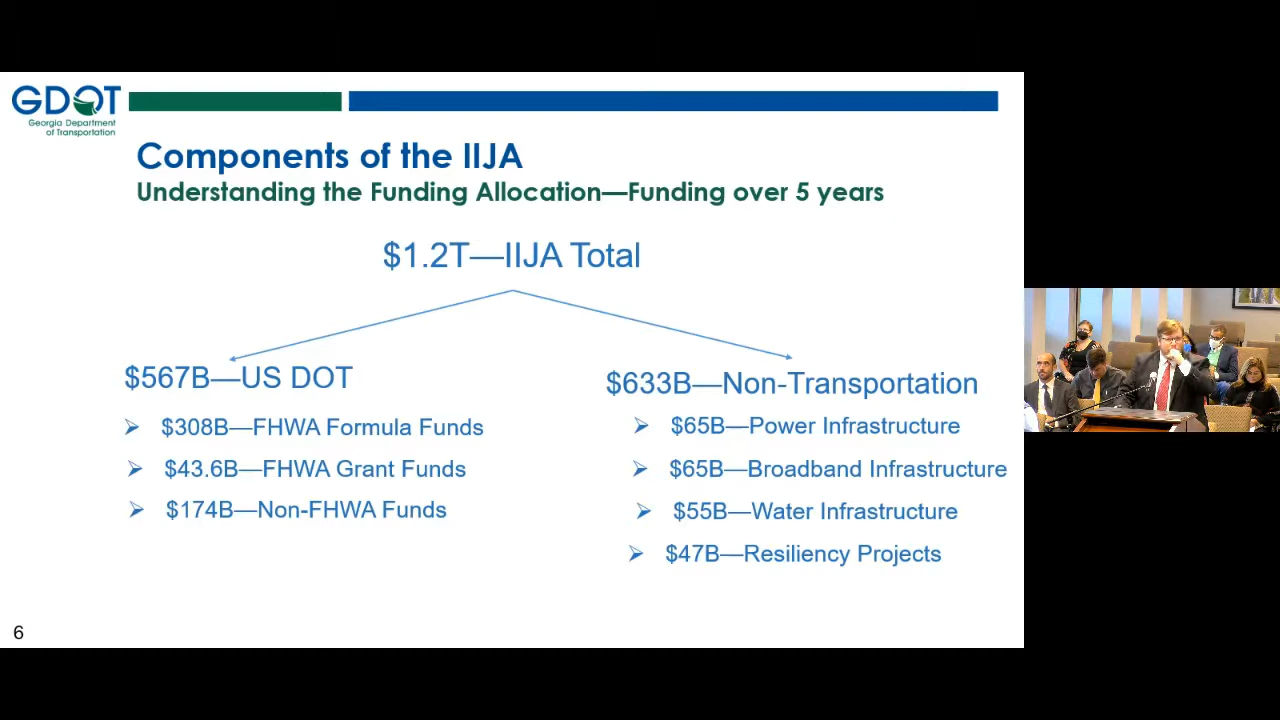 GDOT
Georgia Department
of Transportation
Components of the IIJA
Understanding the Funding Allocation—Funding over 5 years
$1.2T—IIJA Total
$567B—US DOT
$308B—FHWA Formula Funds
$43.6B—FHWA Grant Funds
$174B—Non-FHWA Funds
$633B—Non-Transportation
$65B—Power Infrastructure
$65B—Broadband Infrastructure
$55B—Water Infrastructure
$47B—Resiliency Projects
6